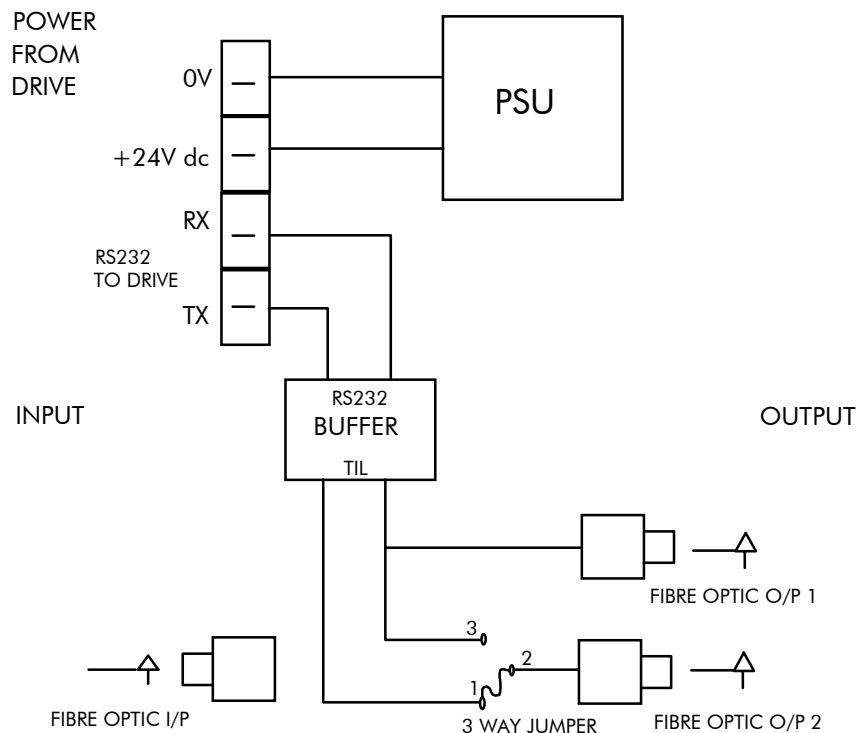 POWER
FROM
DRIVE
0V
PSU
+24V dc
RX
RS232
TO DRIVE
TX
INPUT
RS232
BUFFER
TIL
OUTPUT
FIBRE OPTIC O/P 1
3
2
1
FIBRE OPTIC I/P
3 WAY JUMPER
FIBRE OPTIC O/P 2